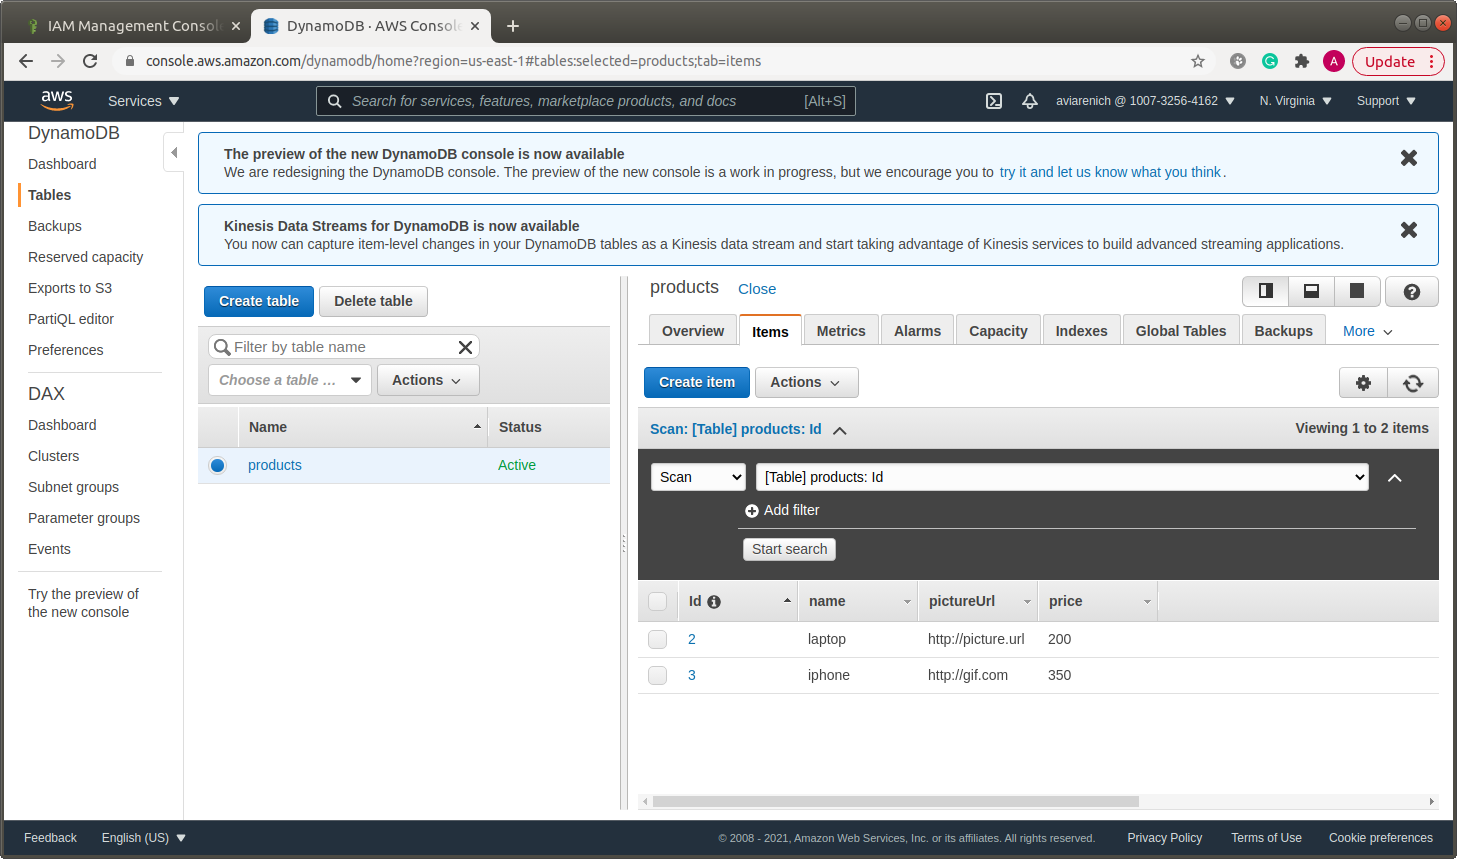 IAM Management Consol
DynamoDB · AWS Consol
console.aws.amazon.com/dynamodb/home?region=us-east-1#tables:selected=products;tab=items
A
Update
aws
Services
Search for services, features, marketplace products, and docs
[Alt+S]
aviarenich @ 1007-3256-4162
N. Virginia
Support
DynamoDB
Dashboard
Tables
Backups
Reserved capacity
Exports to S3
PartiQL editor
Preferences
DAX
Dashboard
Clusters
Subnet groups
Parameter groups
Events
Try the preview of
the new console
The preview of the new DynamoDB console is now available
We are redesigning the DynamoDB console. The preview of the new console is a work in progress, but we encourage you to try it and let us know what you think.
Kinesis Data Streams for DynamoDB is now available
You now can capture item-level changes in your DynamoDB tables as a Kinesis data stream and start taking advantage of Kinesis services to build advanced streaming applications.
Create table
Delete table
Filter by table name
Choose a table ...
Actions
Name
Status
products
Active
products
Close
Overview
Items
Metrics
Alarms
Capacity
Indexes
Global Tables
Backups
More
Create item
Actions
Scan: [Table] products: Id
Viewing 1 to 2 items
Scan
[Table] products: Id
Add filter
Start search
Id
name
pictureUrl
price
2
laptop
http://picture.url
200
3
iphone
http://gif.com
350
Feedback
English (US)
© 2008 - 2021, Amazon Web Services, Inc. or its affiliates. All rights reserved.
Privacy Policy
Terms of Use
Cookie preferences